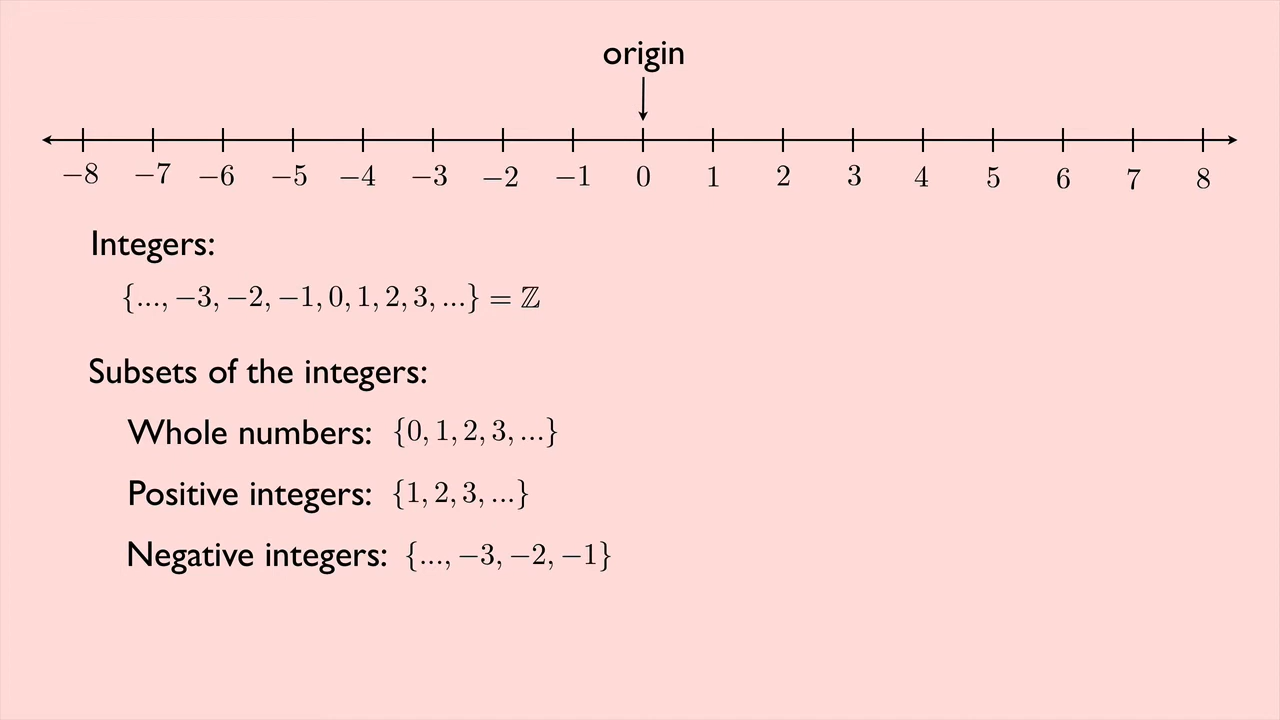 origin
−8 −7 −6 −5 −4 −3 −2 −1 0 1 2 3 4 5 6 7 8
Integers:
{..., −3, −2, −1, 0, 1, 2, 3, ...} = ℤ
Subsets of the integers:
Whole numbers: {0, 1, 2, 3, ...}
Positive integers: {1, 2, 3, ...}
Negative integers: {..., −3, −2, −1}